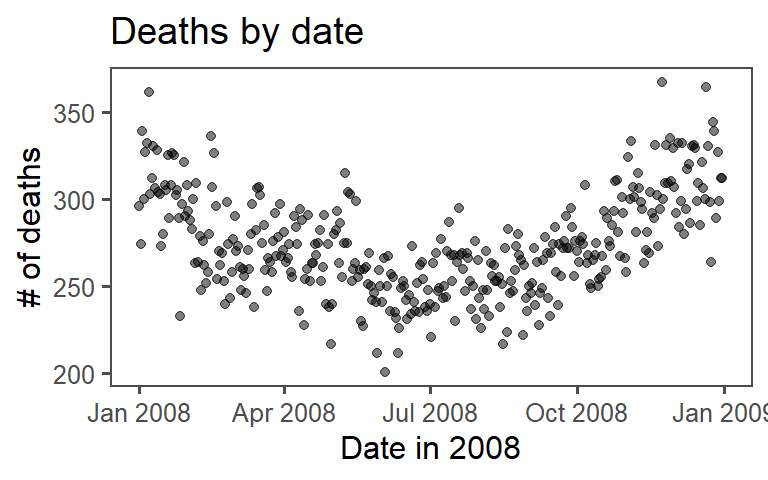 Deaths by date
# of deaths
350
300
250
200
Jan 2008 Apr 2008 Jul 2008 Oct 2008 Jan 2009
Date in 2008